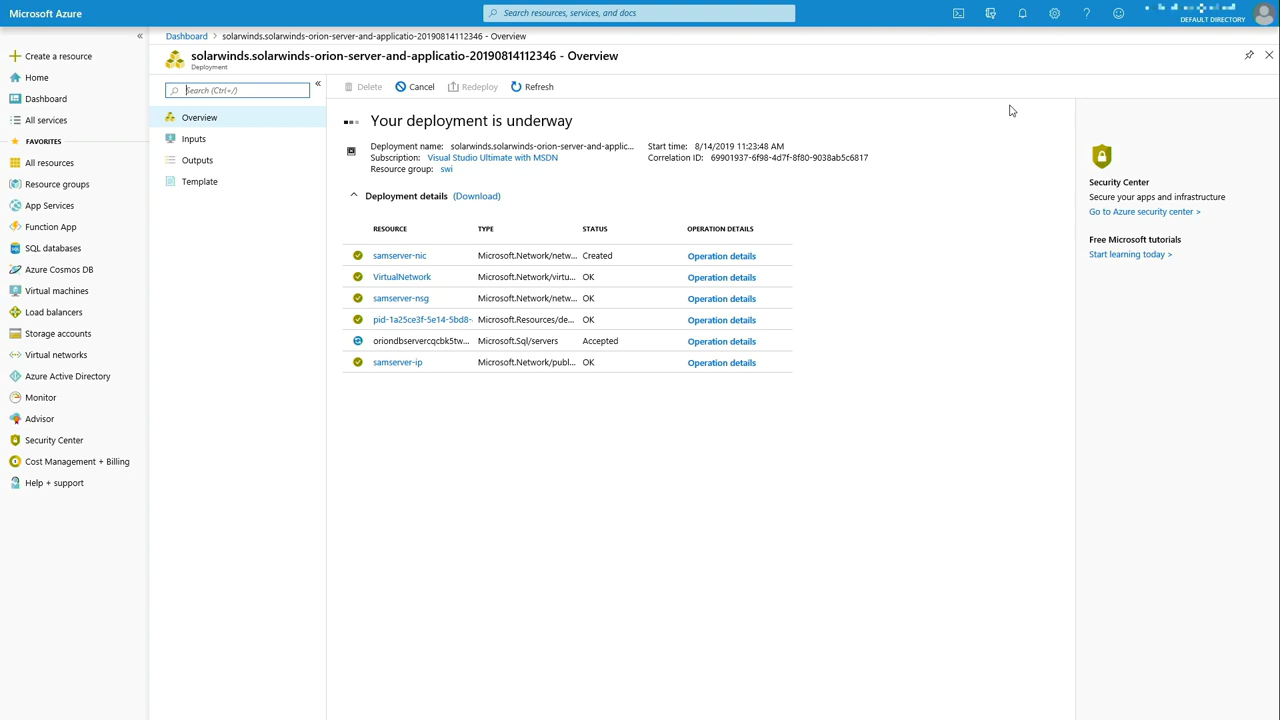 Microsoft Azure
Search resources, services, and docs
DEFAULT DIRECTORY
Dashboard > solarwinds.solarwinds-orion-server-and-applicatio-20190814112346 - Overview
solarwinds.solarwinds-orion-server-and-applicatio-20190814112346 - Overview
Deployment
Create a resource
Home
Dashboard
All services
FAVORITES
All resources
Resource groups
App Services
Function App
SQL databases
Azure Cosmos DB
Virtual machines
Load balancers
Storage accounts
Virtual networks
Azure Active Directory
Monitor
Advisor
Security Center
Cost Management + Billing
Help + support
Search (Ctrl+/)
Overview
Inputs
Outputs
Template
Delete Cancel Redeploy Refresh
Your deployment is underway
Deployment name: solarwinds.solarwinds-orion-server-and-applic...
Subscription: Visual Studio Ultimate with MSDN
Resource group: swi
Start time: 8/14/2019 11:23:48 AM
Correlation ID: 69901937-6f98-4d7f-8f80-9038ab5c6817
Deployment details (Download)
RESOURCE TYPE STATUS OPERATION DETAILS
samserver-nic Microsoft.Network/netw... Created Operation details
VirtualNetwork Microsoft.Network/virtu... OK Operation details
samserver-nsg Microsoft.Network/netw... OK Operation details
pid-1a25ce3f-5e14-5bd8- Microsoft.Resources/de... OK Operation details
oriondbservercqcbk5tw... Microsoft.Sql/servers Accepted Operation details
samserver-ip Microsoft.Network/publ... OK Operation details
Security Center
Secure your apps and infrastructure
Go to Azure security center >
Free Microsoft tutorials
Start learning today >